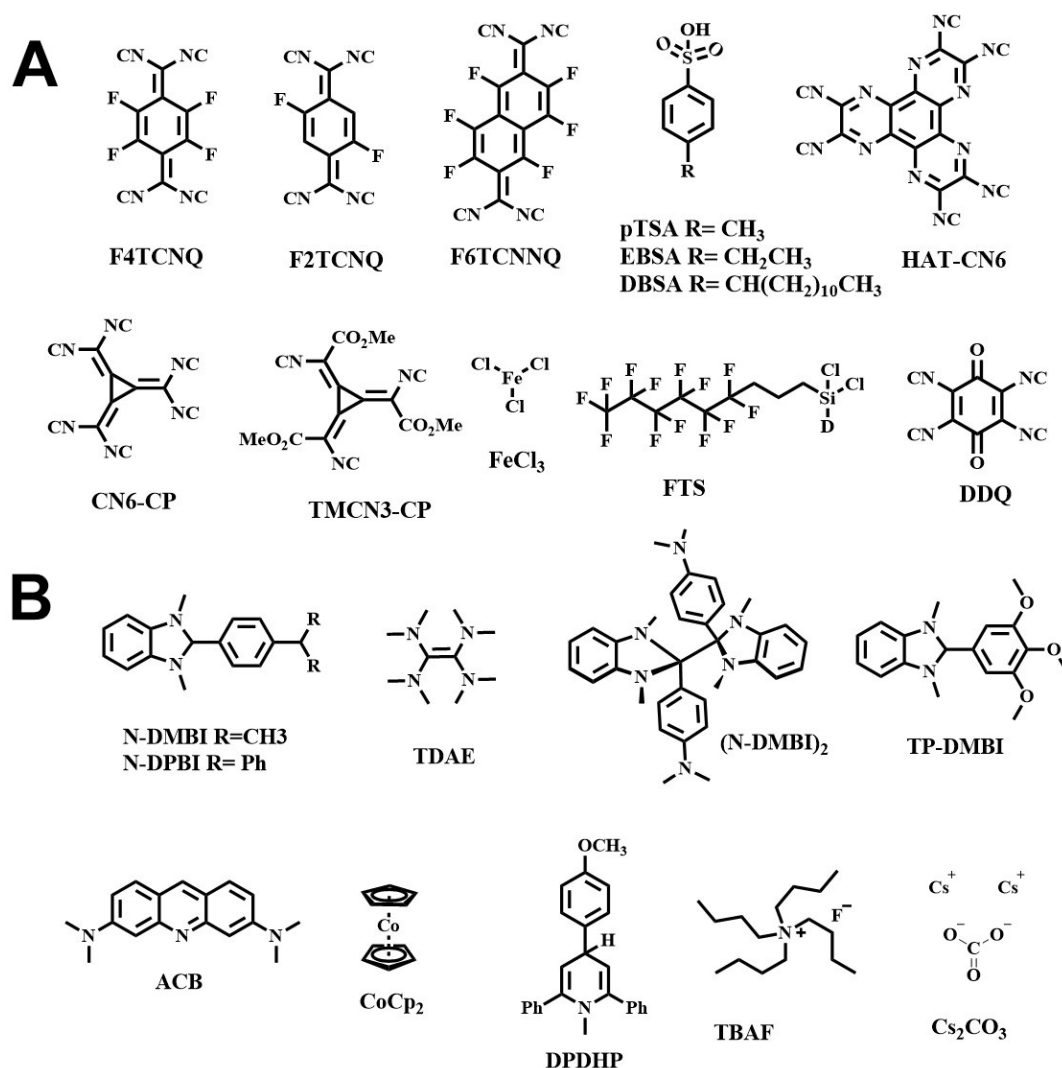 A
CN NC
F F
F F
CN NC
F4TCNQ
CN NC
F
F
CN NC
F2TCNQ
CN NC
F F
F F
F F
CN NC
F6TCNNQ
OH
O S O
R
pTSA R= CH3
EBSA R= CH2CH3
DBSA R= CH(CH2)10CH3
NC
N NC
CN N N
CN N N
N NC
NC
HAT-CN6
NC
CN NC
CN NC
CN
CN6-CP
CO2Me
CN NC
MeO2C CO2Me
NC
TMCN3-CP
Cl Cl
Fe
Cl
FeCl3
F F F F F F Cl
F Si Cl
F F F F F F D
FTS
O
CN NC
CN NC
O
DDQ
B
N R
N R
N-DMBI R=CH3
N-DPBI R= Ph
N N
N N
TDAE
N
N N
N N
N
(N-DMBI)2
N O
O
N O
TP-DMBI
N N N
ACB
Co
CoCp2
OCH3
H
Ph N Ph
DPDHP
N+ F−
TBAF
Cs+ Cs+
O− O−
C
O
Cs2CO3